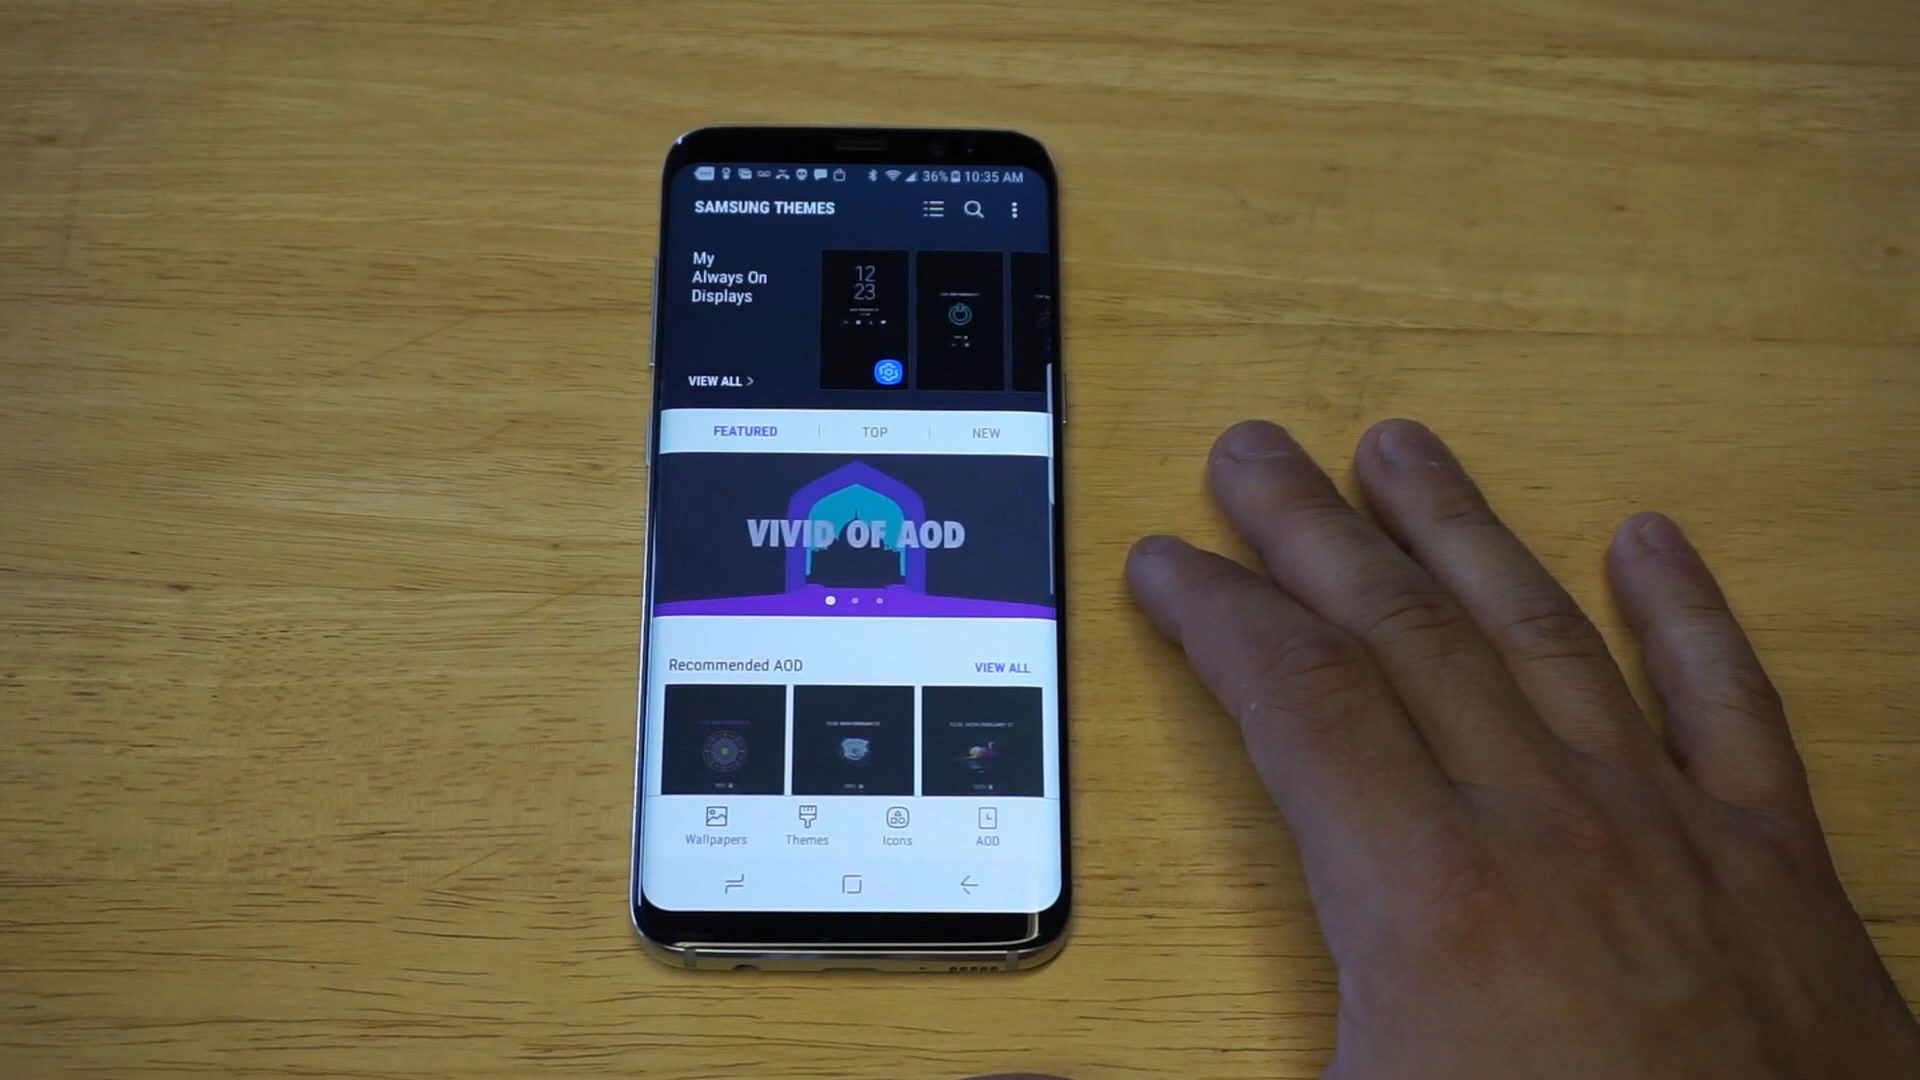 36% 10:35 AM
SAMSUNG THEMES
My
Always On
Displays
12
23
VIEW ALL >
FEATURED
TOP
NEW
VIVID OF AOD
Recommended AOD
VIEW ALL
Wallpapers
Themes
Icons
AOD